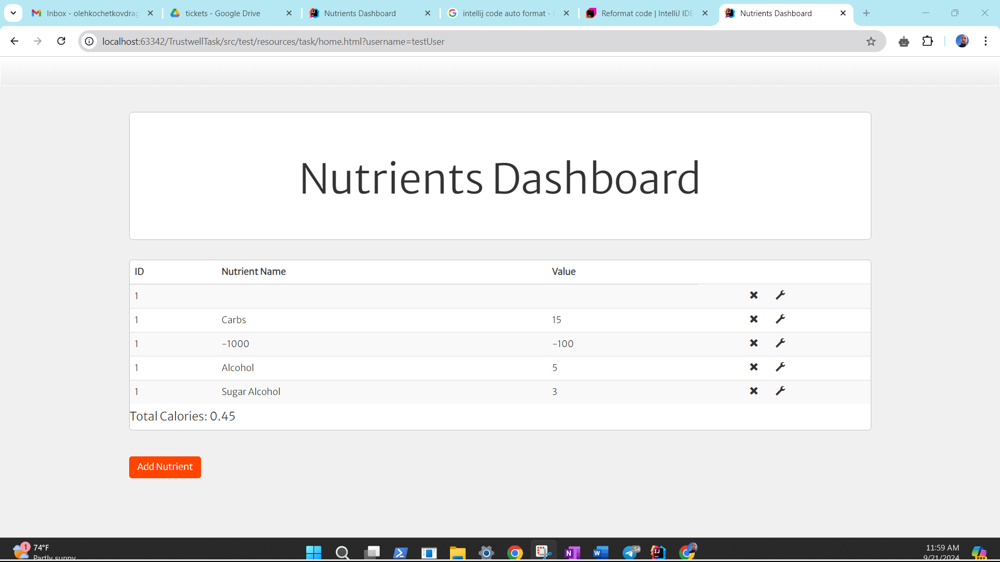 Inbox - olehkochetkovdrag
tickets - Google Drive
Nutrients Dashboard
intellij code auto format -
Reformat code | IntelliJ IDE
Nutrients Dashboard
localhost:63342/TrustwellTask/src/test/resources/task/home.html?username=testUser
Nutrients Dashboard
ID Nutrient Name Value
1
1 Carbs 15
1 -1000 -100
1 Alcohol 5
1 Sugar Alcohol 3
Total Calories: 0.45
Add Nutrient
1
74°F
Partly sunny
54
11:59 AM
9/21/2024
PRE